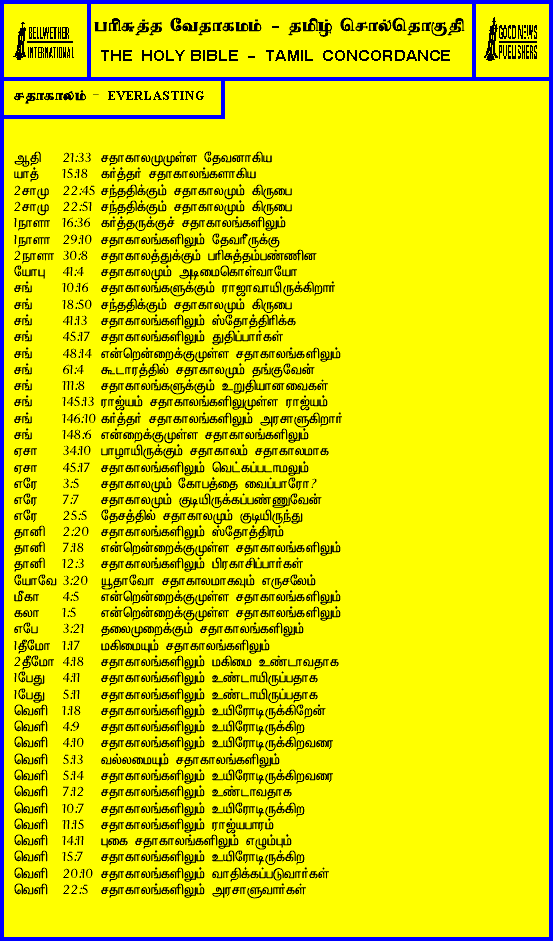 BELLWETHER
INTERNATIONAL
பரிசுத்த வேதாகமம் - தமிழ் சொல்தொகுதி
THE HOLY BIBLE - TAMIL CONCORDANCE
GOOD NEWS
PUBLISHERS
சதாகாலம் - EVERLASTING
ஆதி 21:33 சதாகாலமுமுள்ள தேவனாகிய
யாத் 15:18 கர்த்தர் சதாகாலங்களாகிய
2சாமு 22:45 சந்ததிக்கும் சதாகாலமும் கிருபை
2சாமு 22:51 சந்ததிக்கும் சதாகாலமும் கிருபை
1நாளா 16:36 கர்த்தருக்குச் சதாகாலங்களிலும்
1நாளா 29:10 சதாகாலங்களிலும் தேவரீருக்கு
2நாளா 30:8 சதாகாலத்துக்கும் பரிசுத்தம்பண்ணின
யோபு 41:4 சதாகாலமும் அடிமைகொள்வாயோ
சங் 10:16 சதாகாலங்களுக்கும் ராஜாவாயிருக்கிறார்
சங் 18:50 சந்ததிக்கும் சதாகாலமும் கிருபை
சங் 41:13 சதாகாலங்களிலும் ஸ்தோத்திரிக்க
சங் 45:17 சதாகாலங்களிலும் துதிப்பார்கள்
சங் 48:14 என்றென்றைக்குமுள்ள சதாகாலங்களிலும்
சங் 61:4 கூடாரத்தில் சதாகாலமும் தங்குவேன்
சங் 111:8 சதாகாலங்களுக்கும் உறுதியானவைகள்
சங் 145:13 ராஜ்யம் சதாகாலங்களிலுமுள்ள ராஜ்யம்
சங் 146:10 கர்த்தர் சதாகாலங்களிலும் அரசாளுகிறார்
சங் 148:6 என்றைக்குமுள்ள சதாகாலங்களிலும்
ஏசா 34:10 பாழாயிருக்கும் சதாகாலம் சதாகாலமாக
ஏசா 45:17 சதாகாலங்களிலும் வெட்கப்படாமலும்
எரே 3:5 சதாகாலமும் கோபத்தை வைப்பாரோ?
எரே 7:7 சதாகாலமும் குடியிருக்கப்பண்ணுவேன்
எரே 25:5 தேசத்தில் சதாகாலமும் குடியிருந்து
தானி 2:20 சதாகாலங்களிலும் ஸ்தோத்திரம்
தானி 7:18 என்றென்றைக்குமுள்ள சதாகாலங்களிலும்
தானி 12:3 சதாகாலங்களிலும் பிரகாசிப்பார்கள்
யோவே 3:20 யூதாவோ சதாகாலமாகவும் எருசலேம்
மீகா 4:5 என்றென்றைக்குமுள்ள சதாகாலங்களிலும்
கலா 1:5 என்றென்றைக்குமுள்ள சதாகாலங்களிலும்
எபே 3:21 தலைமுறைக்கும் சதாகாலங்களிலும்
1தீமோ 1:17 மகிமையும் சதாகாலங்களிலும்
2தீமோ 4:18 சதாகாலங்களிலும் மகிமை உண்டாவதாக
1பேது 4:11 சதாகாலங்களிலும் உண்டாயிருப்பதாக
1பேது 5:11 சதாகாலங்களிலும் உண்டாயிருப்பதாக
வெளி 1:18 சதாகாலங்களிலும் உயிரோடிருக்கிறேன்
வெளி 4:9 சதாகாலங்களிலும் உயிரோடிருக்கிற
வெளி 4:10 சதாகாலங்களிலும் உயிரோடிருக்கிறவரை
வெளி 5:13 வல்லமையும் சதாகாலங்களிலும்
வெளி 5:14 சதாகாலங்களிலும் உயிரோடிருக்கிறவரை
வெளி 7:12 சதாகாலங்களிலும் உண்டாவதாக
வெளி 10:7 சதாகாலங்களிலும் உயிரோடிருக்கிற
வெளி 11:15 சதாகாலங்களிலும் ராஜ்யபாரம்
வெளி 14:11 புகை சதாகாலங்களிலும் எழும்பும்
வெளி 15:7 சதாகாலங்களிலும் உயிரோடிருக்கிற
வெளி 20:10 சதாகாலங்களிலும் வாதிக்கப்படுவார்கள்
வெளி 22:5 சதாகாலங்களிலும் அரசாளுவார்கள்